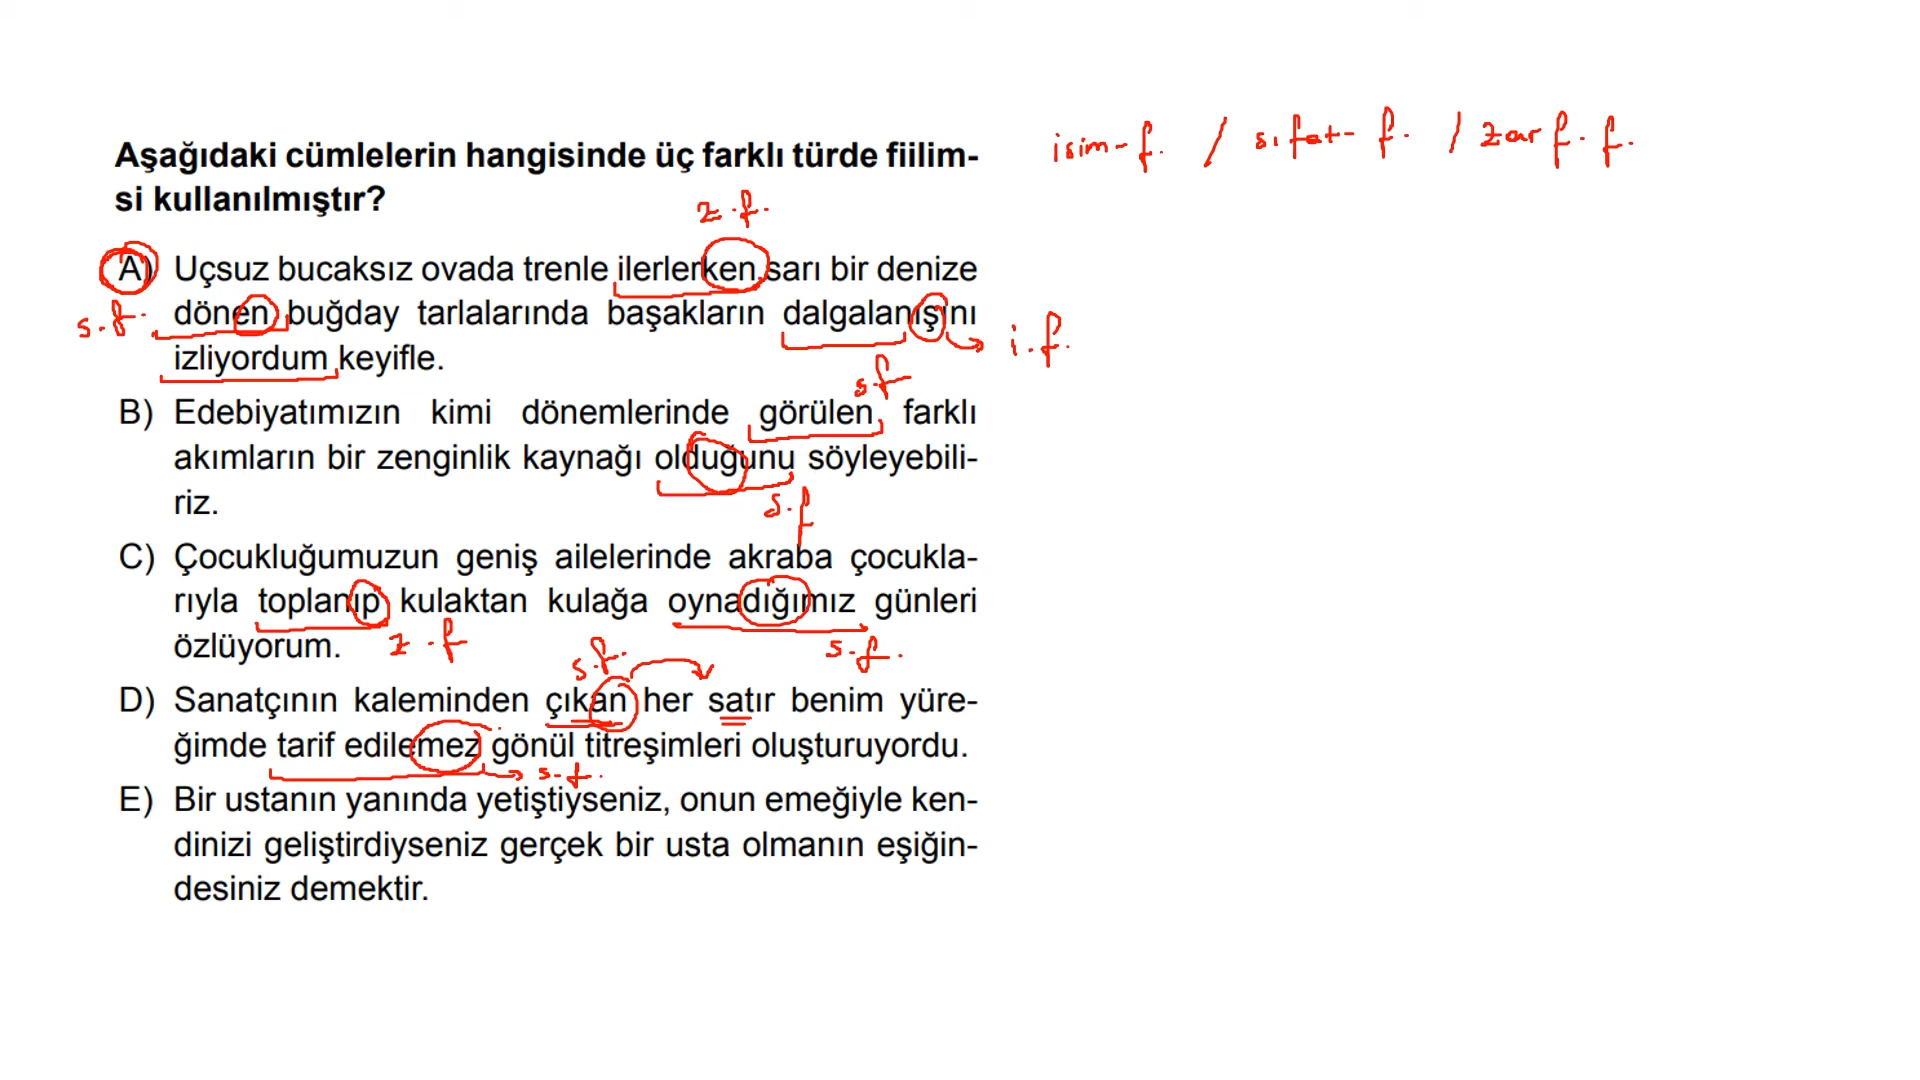 isim-f. / sıfat-f. / zarf.f.
Aşağıdaki cümlelerin hangisinde üç farklı türde fiilim-
si kullanılmıştır?
z.f.
A) Uçsuz bucaksız ovada trenle ilerlerken sarı bir denize
s.f. dönen buğday tarlalarında başakların dalgalanışını
i.f.
izliyordum keyifle.
s.f
B) Edebiyatımızın kimi dönemlerinde görülen farklı
akımların bir zenginlik kaynağı olduğunu söyleyebili-
riz.
s.f
C) Çocukluğumuzun geniş ailelerinde akraba çocukla-
rıyla toplanıp kulaktan kulağa oynadığımız günleri
özlüyorum.
z.f s.f. s.f.
D) Sanatçının kaleminden çıkan her satır benim yüre-
ğimde tarif edilemez gönül titreşimleri oluşturuyordu.
s.f.
E) Bir ustanın yanında yetiştiyseniz, onun emeğiyle ken-
dinizi geliştirdiyseniz gerçek bir usta olmanın eşiğin-
desiniz demektir.